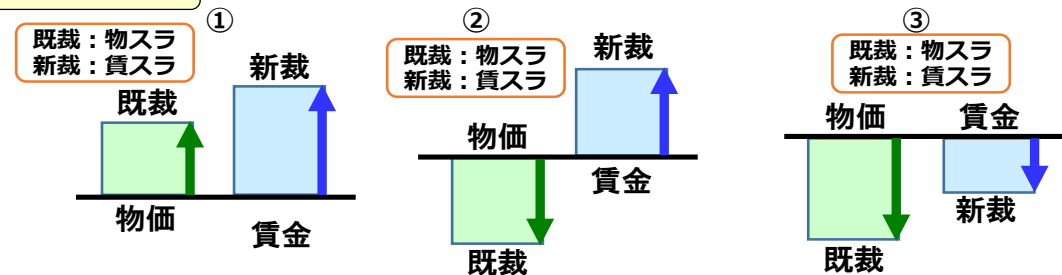 ①
既裁：物スラ
新裁：賃スラ
既裁
新裁
物価
賃金
②
既裁：物スラ
新裁：賃スラ
新裁
物価
賃金
既裁
③
既裁：物スラ
新裁：賃スラ
物価
賃金
新裁
既裁